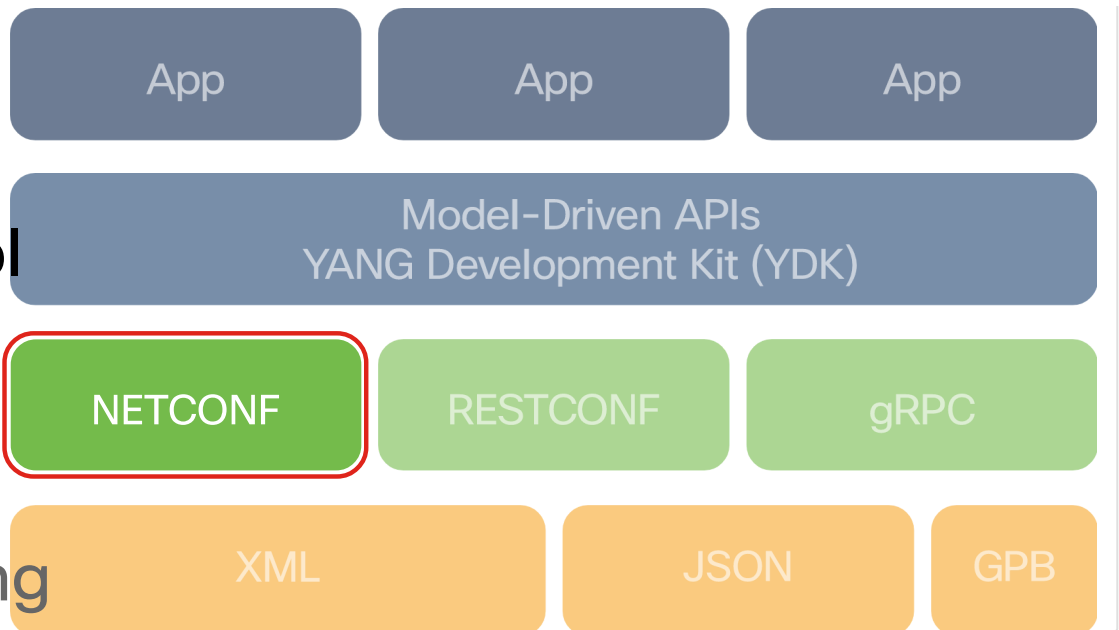 App
App
App
Model-Driven APIs
YANG Development Kit (YDK)
NETCONF
RESTCONF
gRPC
XML
JSON
GPB